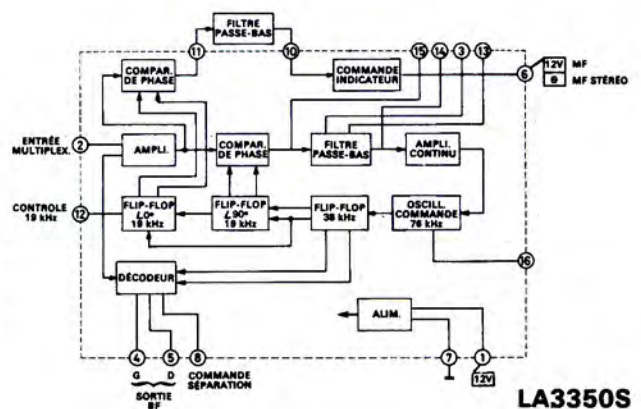 FILTRE
PASSE-BAS
11
10
15
14
3
13
COMPAR.
DE PHASE
COMMANDE
INDICATEUR
6
12V
MF
MF STÉRÉO
ENTRÉE
MULTIPLEX.
2
AMPLI.
COMPAR.
DE PHASE
FILTRE
PASSE-BAS
AMPLI.
CONTINU
CONTROLE
19 kHz
12
FLIP-FLOP
∠0°
19 kHz
FLIP-FLOP
∠90°
19 kHz
FLIP-FLOP
38 kHz
OSCILL.
COMMANDE
76 kHz
16
DÉCODEUR
ALIM.
4
5
8
7
1
G
D
COMMANDE
SÉPARATION
12V
SORTIE
BF
LA3350S